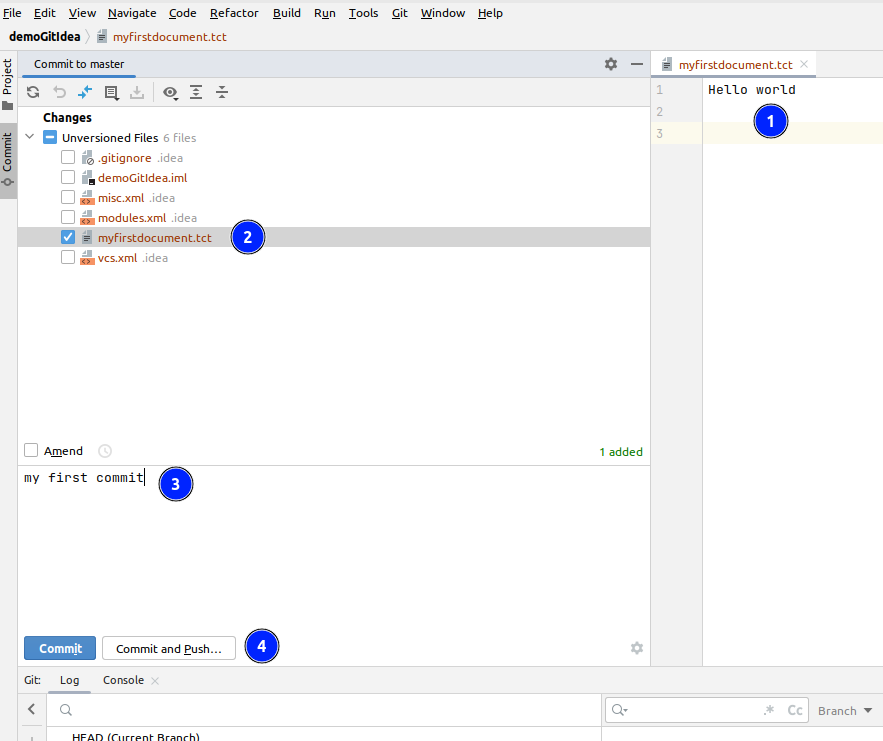 File Edit View Navigate Code Refactor Build Run Tools Git Window Help
demoGitIdea myfirstdocument.tct
Project
Commit
Commit to master
myfirstdocument.tct
1 Hello world
2
3
1
Changes
Unversioned Files 6 files
.gitignore .idea
demoGitIdea.iml
misc.xml .idea
modules.xml .idea
myfirstdocument.tct
2
vcs.xml .idea
Amend
1 added
my first commit
3
Commit
Commit and Push...
4
Git: Log Console
.* Cc
Branch
HEAD (Current Branch)